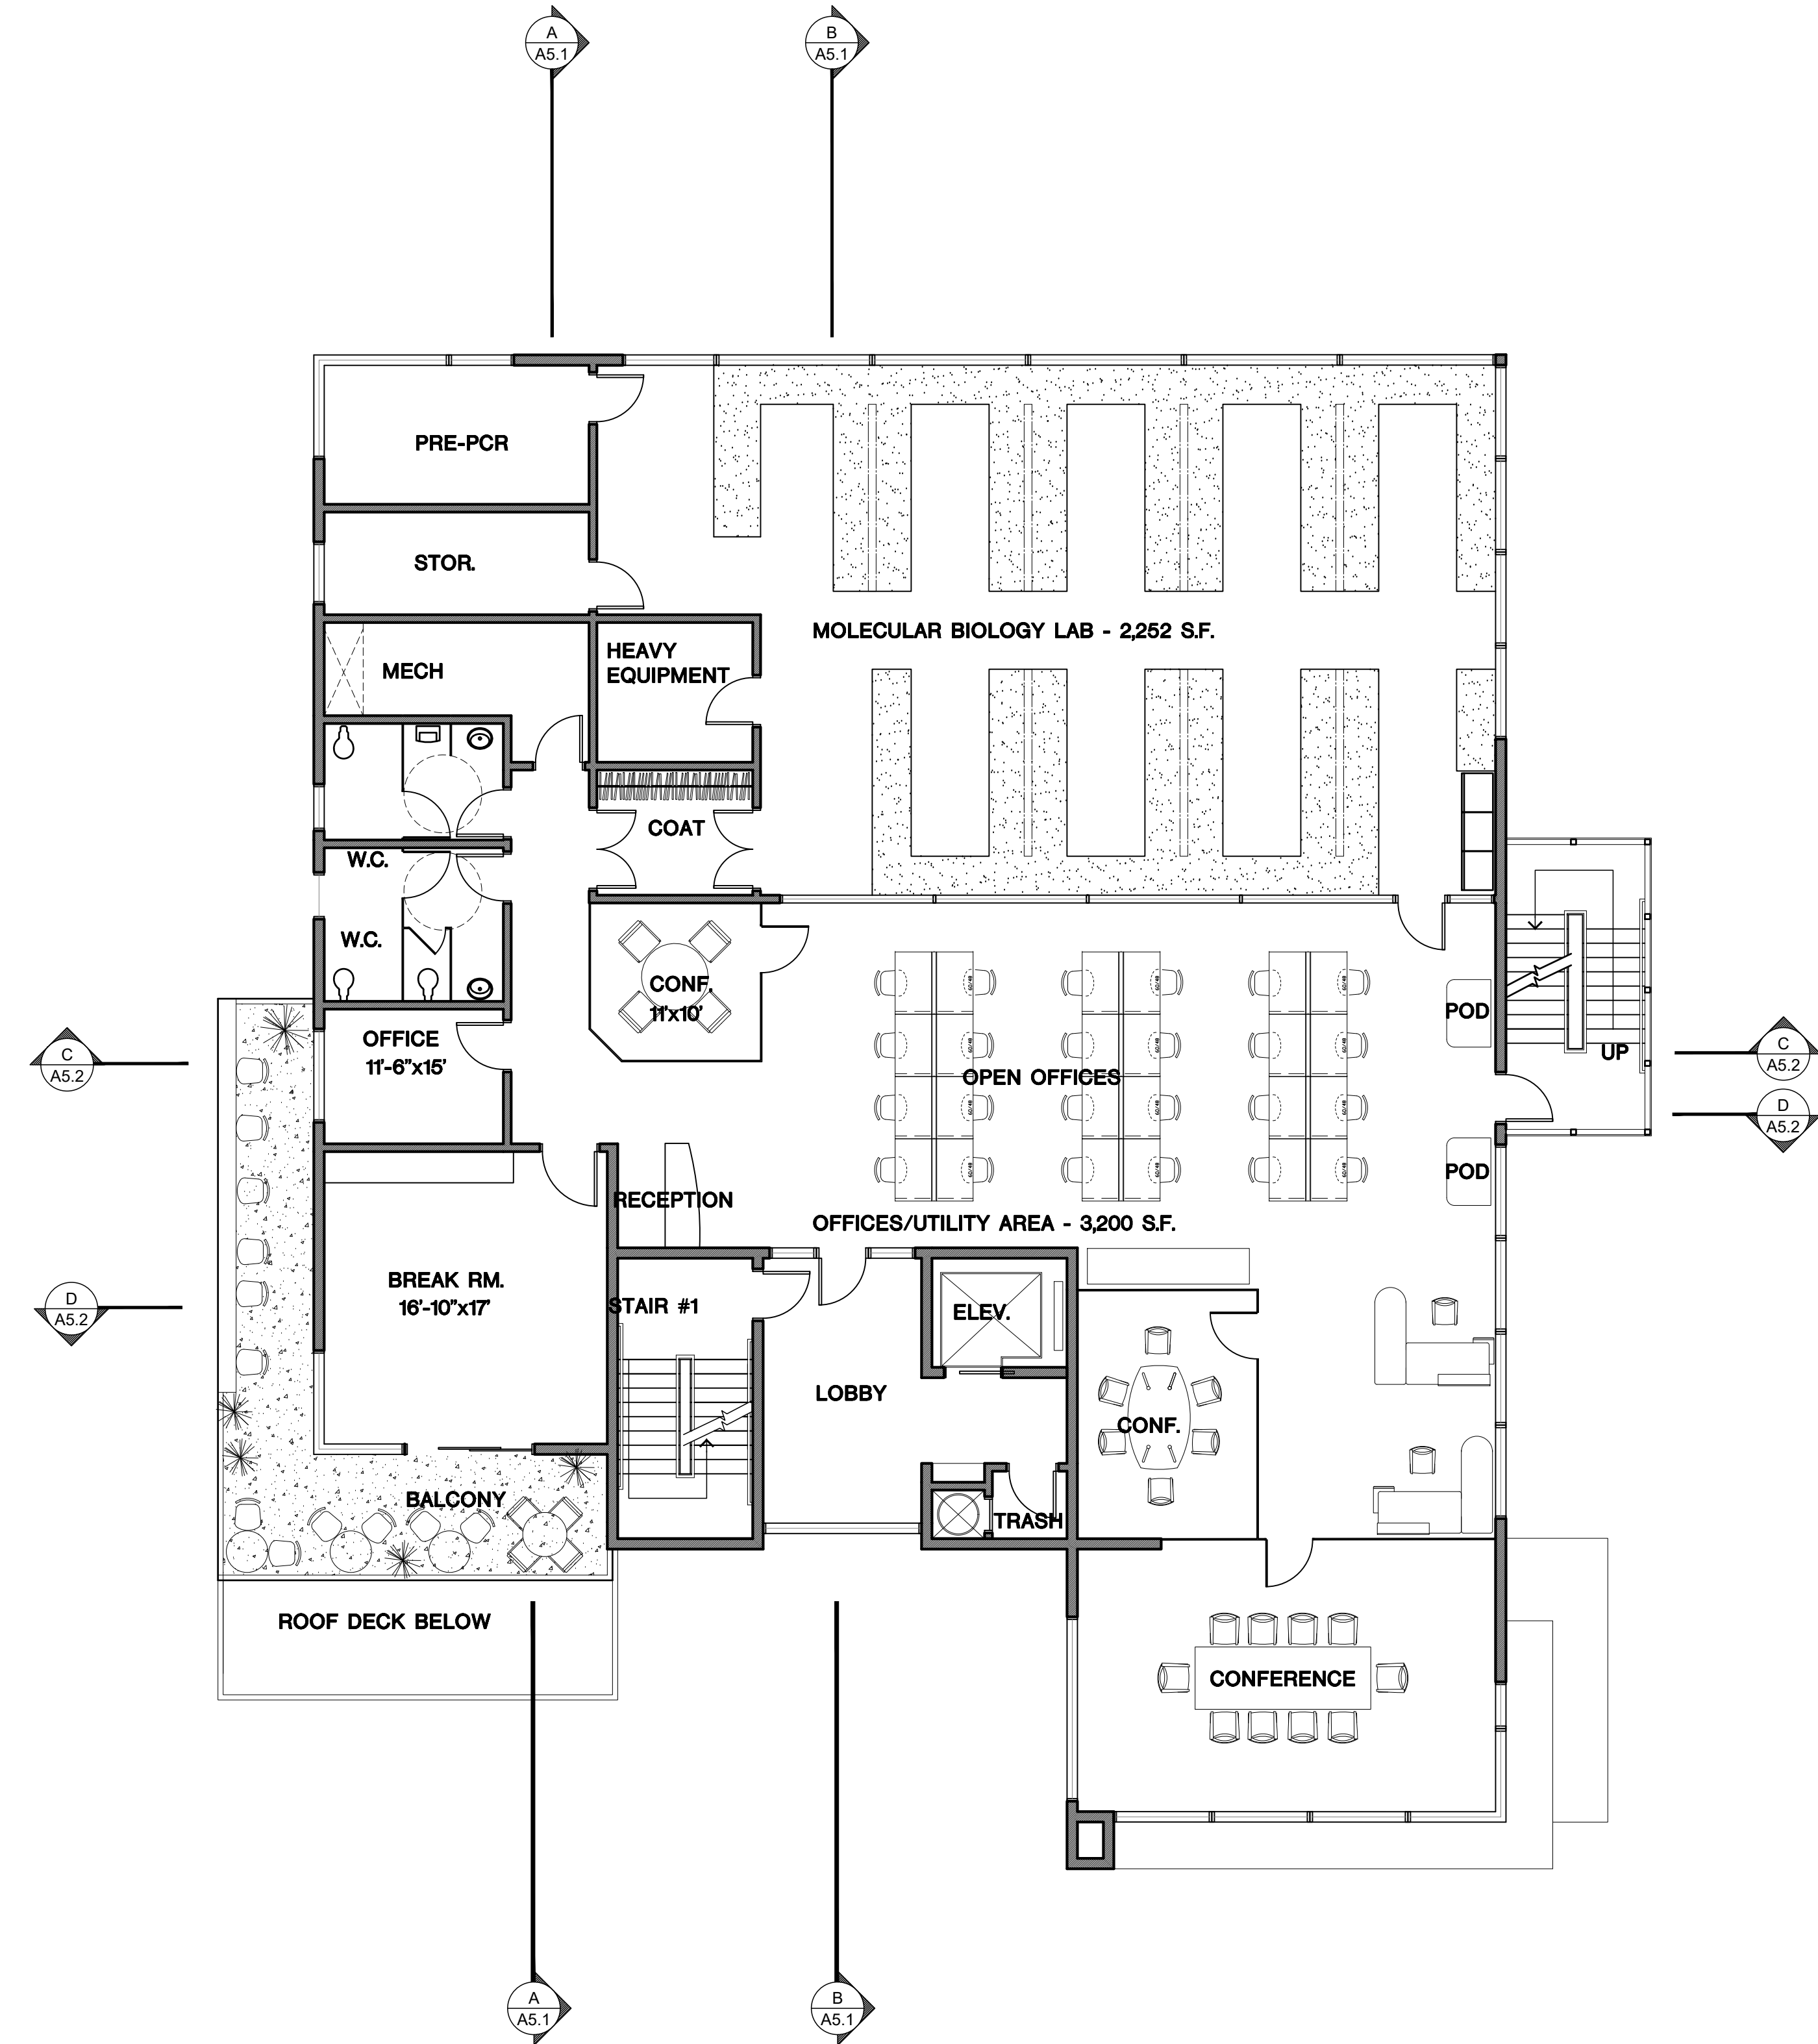 A
A5.1
B
A5.1
PRE-PCR
STOR.
MOLECULAR BIOLOGY LAB - 2,252 S.F.
HEAVY
EQUIPMENT
MECH
COAT
W.C.
W.C.
CONF.
11'x10'
POD
OFFICE
11'-6"x15'
UP
C
A5.2
C
A5.2
OPEN OFFICES
D
A5.2
POD
RECEPTION
OFFICES/UTILITY AREA - 3,200 S.F.
BREAK RM.
16'-10"x17'
STAIR #1
ELEV.
D
A5.2
LOBBY
CONF.
BALCONY
TRASH
ROOF DECK BELOW
CONFERENCE
A
A5.1
B
A5.1